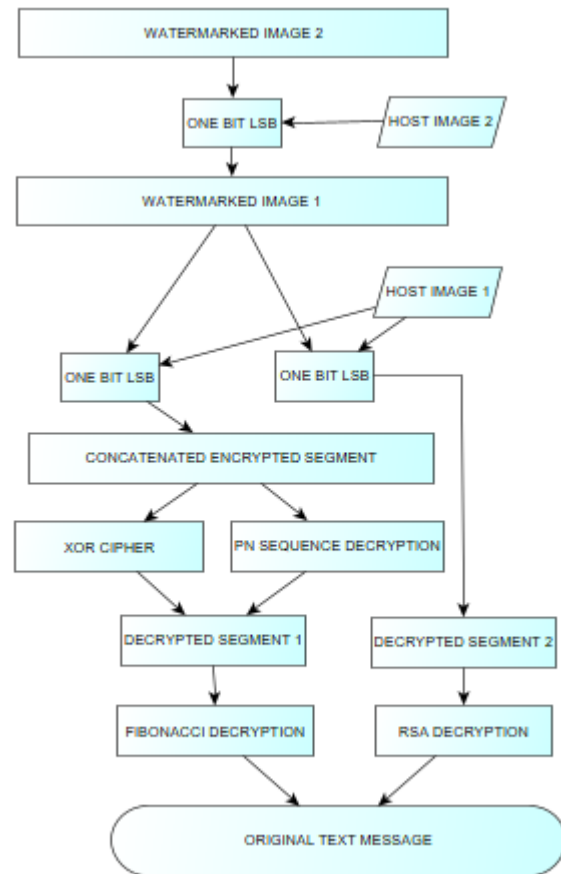 WATERMARKED IMAGE 2
ONE BIT LSB
HOST IMAGE 2
WATERMARKED IMAGE 1
HOST IMAGE 1
ONE BIT LSB
ONE BIT LSB
CONCATENATED ENCRYPTED SEGMENT
XOR CIPHER
PN SEQUENCE DECRYPTION
DECRYPTED SEGMENT 1
DECRYPTED SEGMENT 2
FIBONACCI DECRYPTION
RSA DECRYPTION
ORIGINAL TEXT MESSAGE